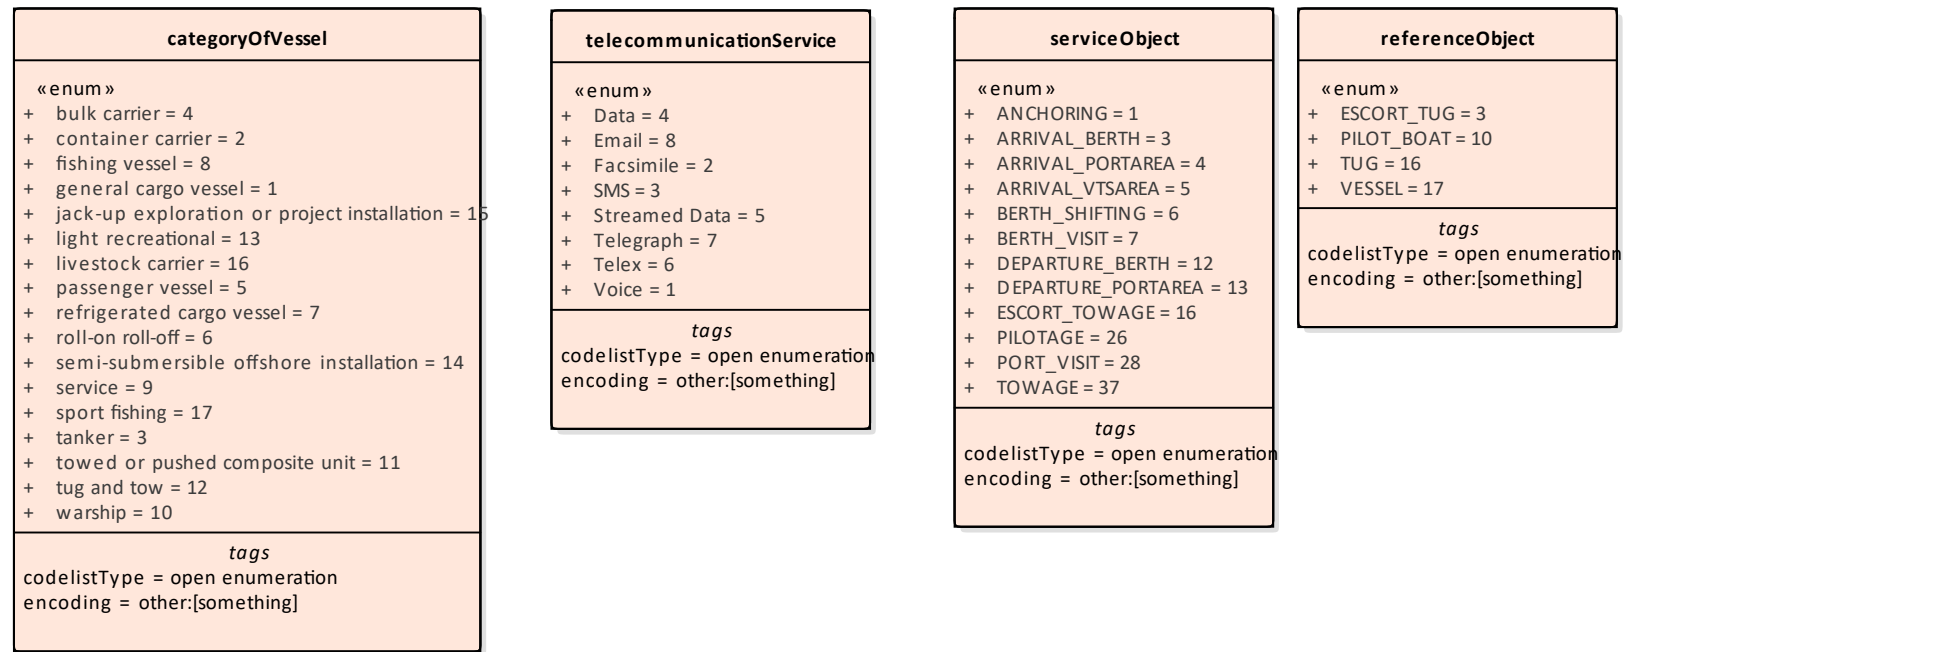 categoryOfVessel
«enum»
+ bulk carrier = 4
+ container carrier = 2
+ fishing vessel = 8
+ general cargo vessel = 1
+ jack-up exploration or project installation = 15
+ light recreational = 13
+ livestock carrier = 16
+ passenger vessel = 5
+ refrigerated cargo vessel = 7
+ roll-on roll-off = 6
+ semi-submersible offshore installation = 14
+ service = 9
+ sport fishing = 17
+ tanker = 3
+ towed or pushed composite unit = 11
+ tug and tow = 12
+ warship = 10
tags
codelistType = open enumeration
encoding = other:[something]
telecommunicationService
«enum»
+ Data = 4
+ Email = 8
+ Facsimile = 2
+ SMS = 3
+ Streamed Data = 5
+ Telegraph = 7
+ Telex = 6
+ Voice = 1
tags
codelistType = open enumeration
encoding = other:[something]
serviceObject
«enum»
+ ANCHORING = 1
+ ARRIVAL_BERTH = 3
+ ARRIVAL_PORTAREA = 4
+ ARRIVAL_VTSAREA = 5
+ BERTH_SHIFTING = 6
+ BERTH_VISIT = 7
+ DEPARTURE_BERTH = 12
+ DEPARTURE_PORTAREA = 13
+ ESCORT_TOWAGE = 16
+ PILOTAGE = 26
+ PORT_VISIT = 28
+ TOWAGE = 37
tags
codelistType = open enumeration
encoding = other:[something]
referenceObject
«enum»
+ ESCORT_TUG = 3
+ PILOT_BOAT = 10
+ TUG = 16
+ VESSEL = 17
tags
codelistType = open enumeration
encoding = other:[something]